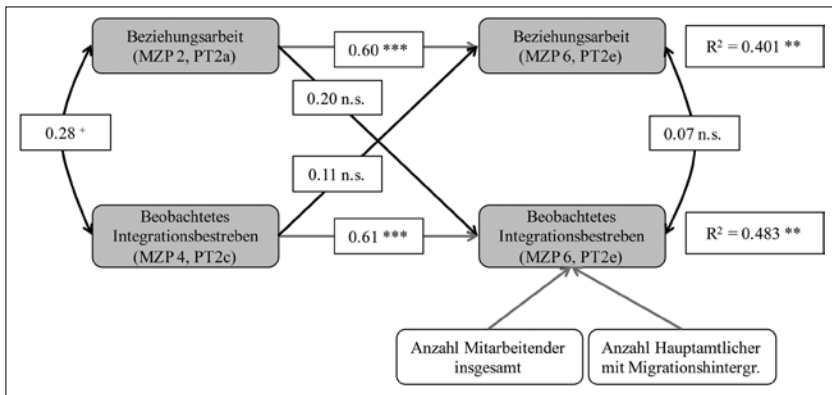 Beziehungsarbeit
(MZP 2, PT2a)
0.60 ***
Beziehungsarbeit
(MZP 6, PT2e)
R² = 0.401 **
0.20 n.s.
0.28 +
0.07 n.s.
0.11 n.s.
Beobachtetes
Integrationsbestreben
(MZP 4, PT2c)
0.61 ***
Beobachtetes
Integrationsbestreben
(MZP 6, PT2e)
R² = 0.483 **
Anzahl Mitarbeitender
insgesamt
Anzahl Hauptamtlicher
mit Migrationshintergr.